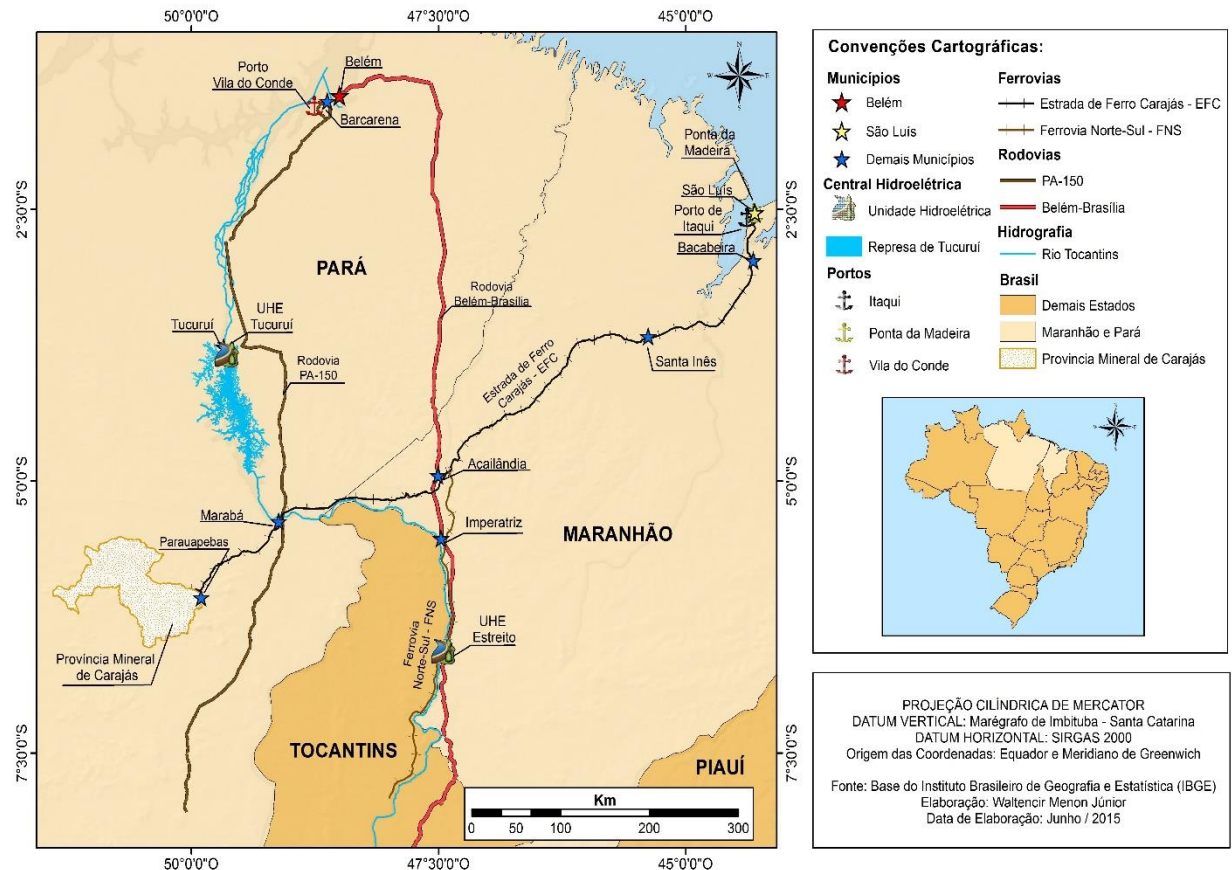 50°0'0"O
47°30'0"O
45°0'0"O
2°30'0"S
5°0'0"S
7°30'0"S
Porto
Vila do Conde
Belém
Barcarena
N
Ponta da
Madeira
São Luís
Porto de
Itaqui
Bacabeira
PARÁ
Rodovia
Belém-Brasília
Tucuruí
UHE
Tucuruí
Rodovia
PA-150
Estrada de Ferro
Carajás - EFC
Santa Inês
Açailândia
Marabá
Imperatriz
MARANHÃO
Parauapebas
Província Mineral
de Carajás
Ferrovia
Norte-Sul - FNS
UHE
Estreito
TOCANTINS
PIAUÍ
Km
0 50 100 200 300
2°30'0"S
5°0'0"S
7°30'0"S
50°0'0"O
47°30'0"O
45°0'0"O
Convenções Cartográficas:
Municípios
Belém
São Luís
Demais Municípios
Central Hidroelétrica
Unidade Hidroelétrica
Represa de Tucuruí
Portos
Itaqui
Ponta da Madeira
Vila do Conde
Ferrovias
Estrada de Ferro Carajás - EFC
Ferrovia Norte-Sul - FNS
Rodovias
PA-150
Belém-Brasília
Hidrografia
Rio Tocantins
Brasil
Demais Estados
Maranhão e Pará
Provincia Mineral de Carajás
PROJEÇÃO CILÍNDRICA DE MERCATOR
DATUM VERTICAL: Marégrafo de Imbituba - Santa Catarina
DATUM HORIZONTAL: SIRGAS 2000
Origem das Coordenadas: Equador e Meridiano de Greenwich
Fonte: Base do Instituto Brasileiro de Geografia e Estatística (IBGE)
Elaboração: Waltencir Menon Júnior
Data de Elaboração: Junho / 2015